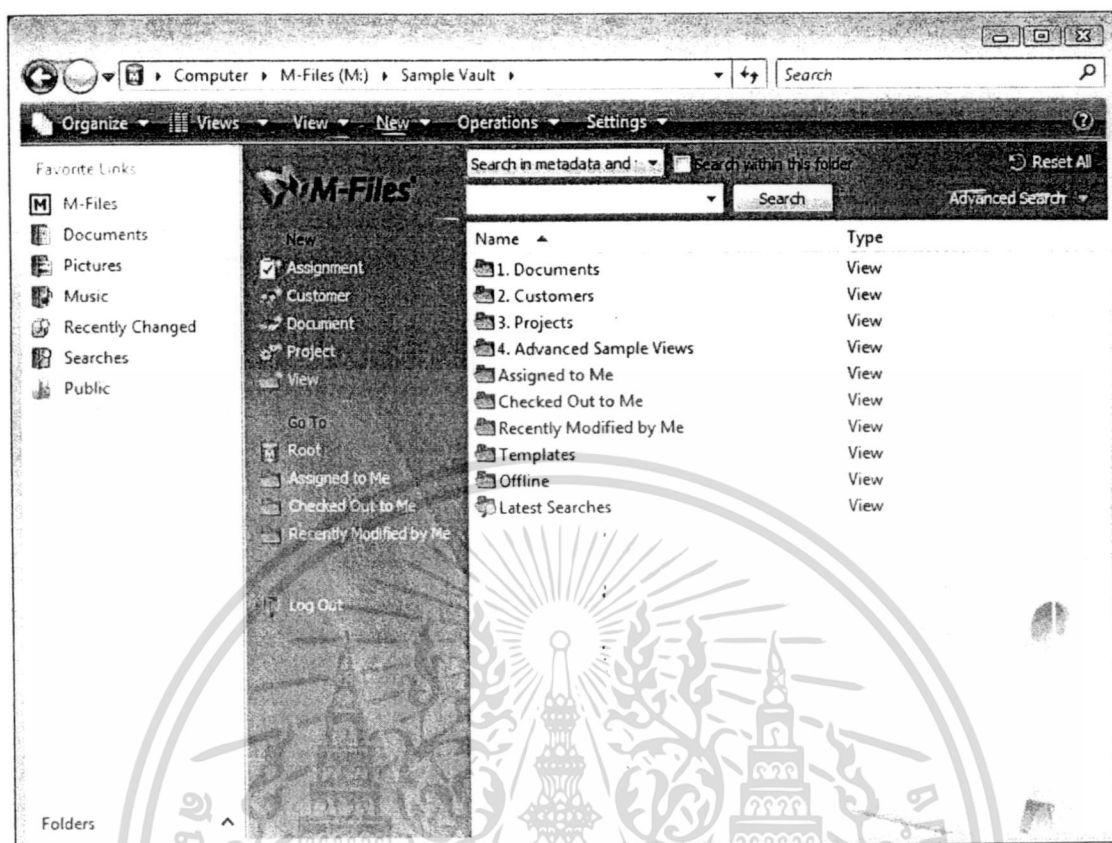 Computer ▸ M-Files (M:) ▸ Sample Vault ▸
Search
Organize Views View New Operations Settings
Favorite Links
M-Files
Documents
Pictures
Music
Recently Changed
Searches
Public
Folders
M-Files
New
Assignment
Customer
Document
Project
View
Go To
Root
Assigned to Me
Checked Out to Me
Recently Modified by Me
Log Out
Search in metadata and Search within this folder Reset All
Search Advanced Search
Name Type
1. Documents View
2. Customers View
3. Projects View
4. Advanced Sample Views View
Assigned to Me View
Checked Out to Me View
Recently Modified by Me View
Templates View
Offline View
Latest Searches View